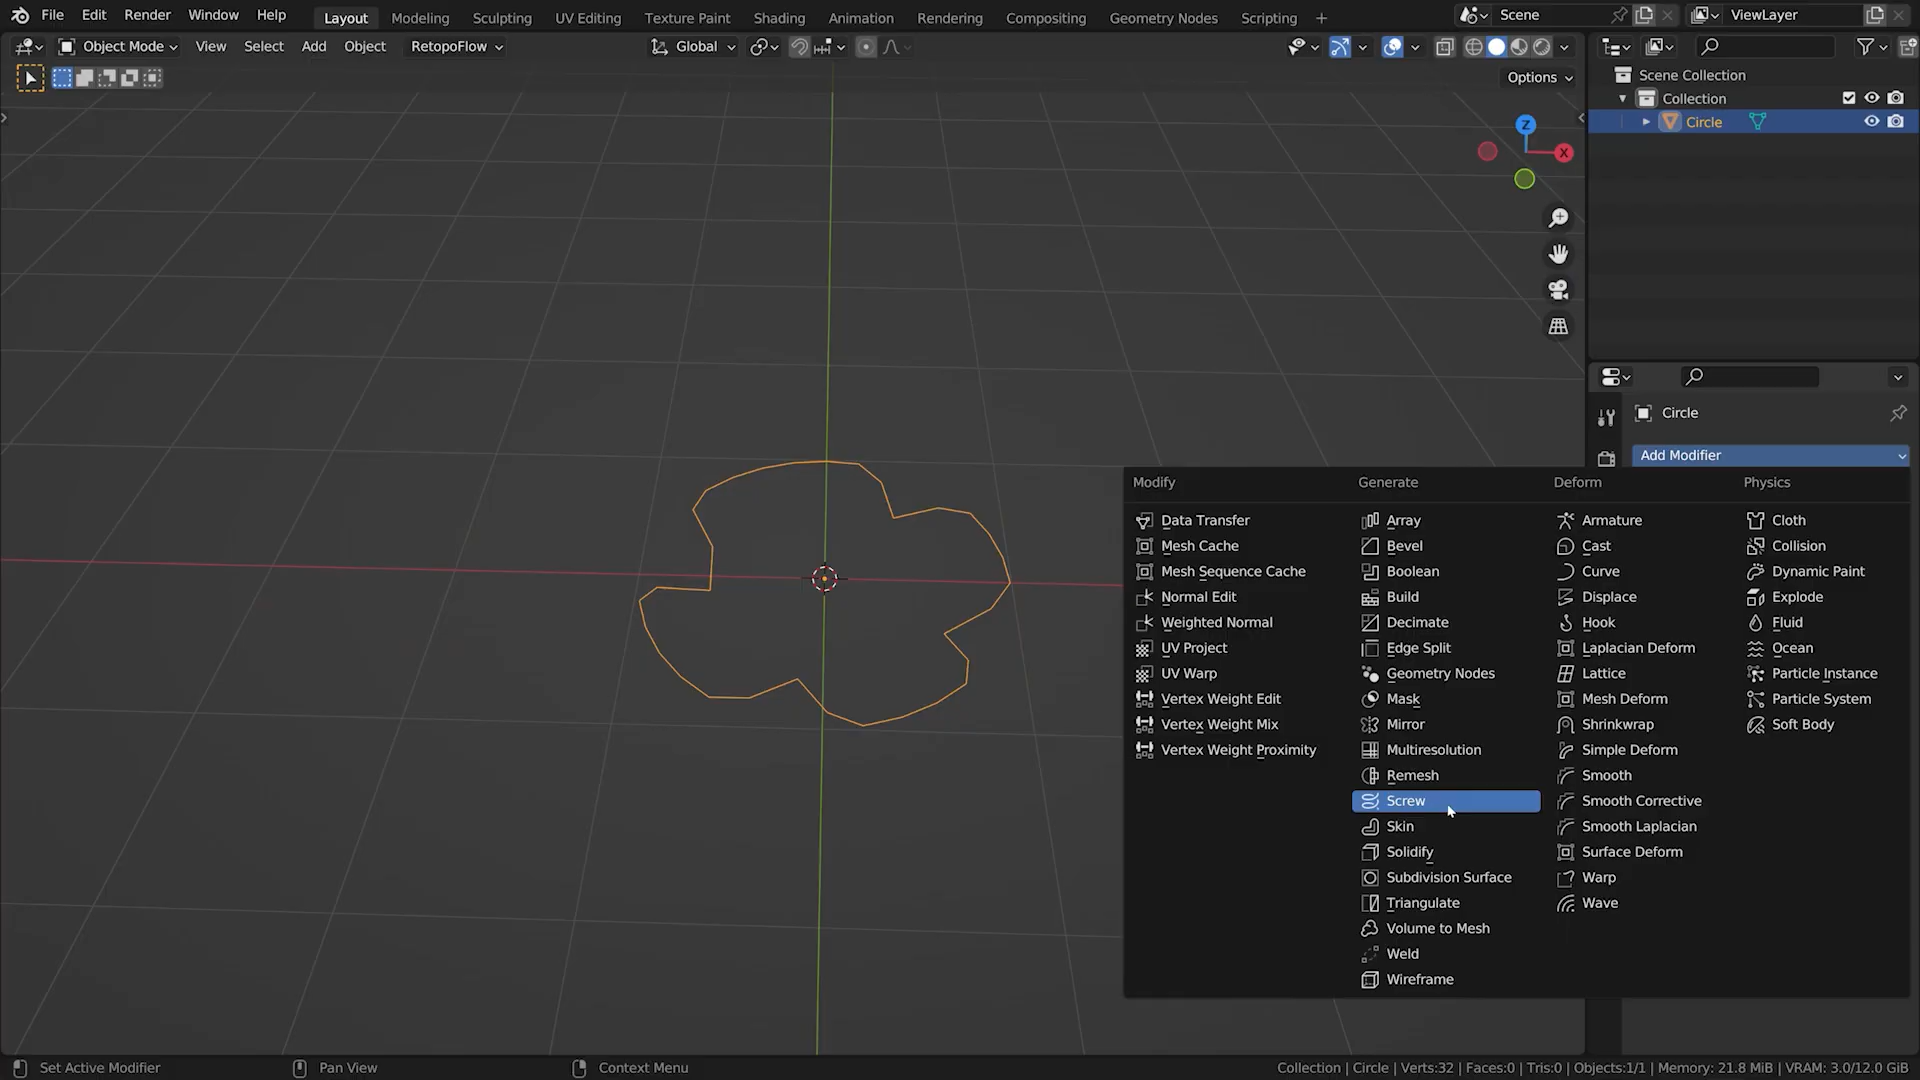 File Edit Render Window Help Layout Modeling Sculpting UV Editing Texture Paint Shading Animation Rendering Compositing Geometry Nodes Scripting + Scene ViewLayer
Object Mode View Select Add Object RetopoFlow Global
Options
Scene Collection
Collection
Circle
Z
X
Circle
Add Modifier
Modify Generate Deform Physics
Data Transfer Array Armature Cloth
Mesh Cache Bevel Cast Collision
Mesh Sequence Cache Boolean Curve Dynamic Paint
Normal Edit Build Displace Explode
Weighted Normal Decimate Hook Fluid
UV Project Edge Split Laplacian Deform Ocean
UV Warp Geometry Nodes Lattice Particle Instance
Vertex Weight Edit Mask Mesh Deform Particle System
Vertex Weight Mix Mirror Shrinkwrap Soft Body
Vertex Weight Proximity Multiresolution Simple Deform
Remesh Smooth
Screw Smooth Corrective
Skin Smooth Laplacian
Solidify Surface Deform
Subdivision Surface Warp
Triangulate Wave
Volume to Mesh
Weld
Wireframe
Set Active Modifier Pan View Context Menu Collection | Circle | Verts:32 | Faces:0 | Tris:0 | Objects:1/1 | Memory: 21.8 MiB | VRAM: 3.0/12.0 GiB